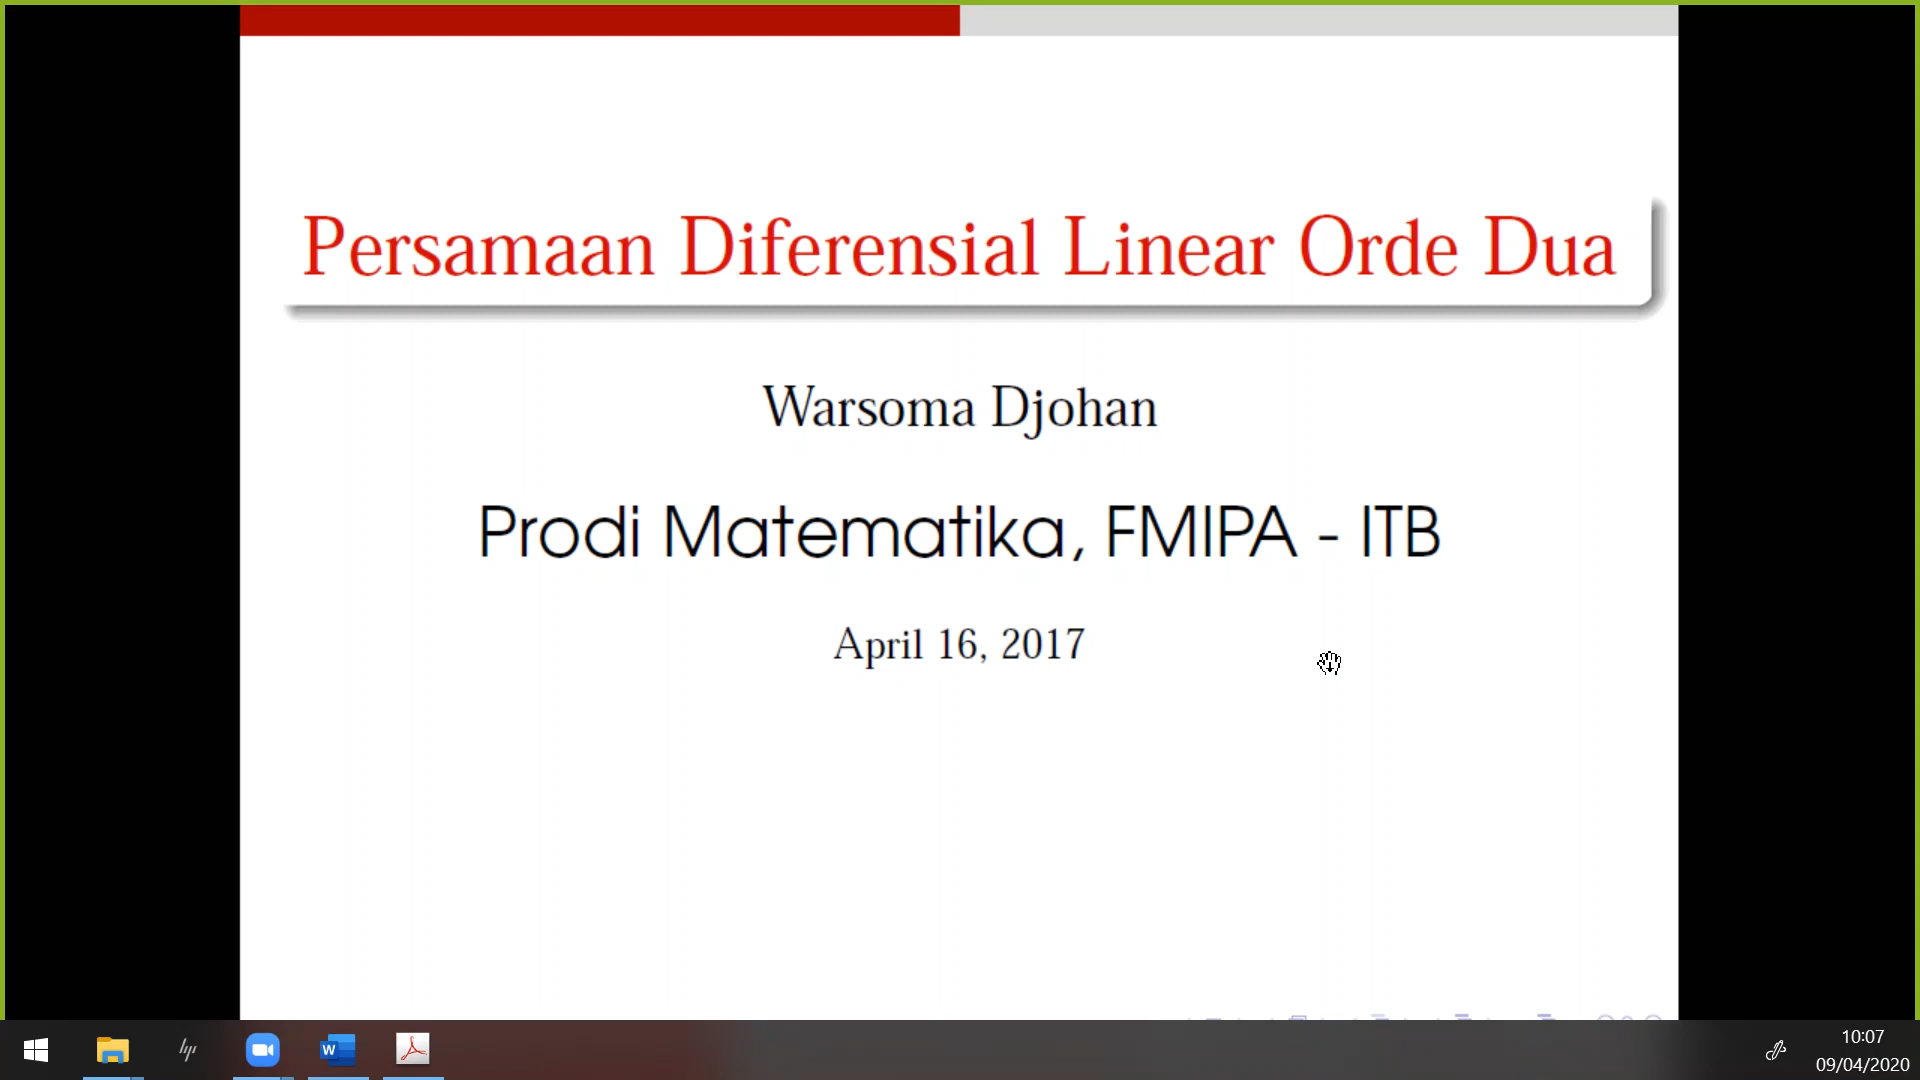 Persamaan Diferensial Linear Orde Dua
Warsoma Djohan
Prodi Matematika, FMIPA - ITB
April 16, 2017
hp
W
10:07
09/04/2020